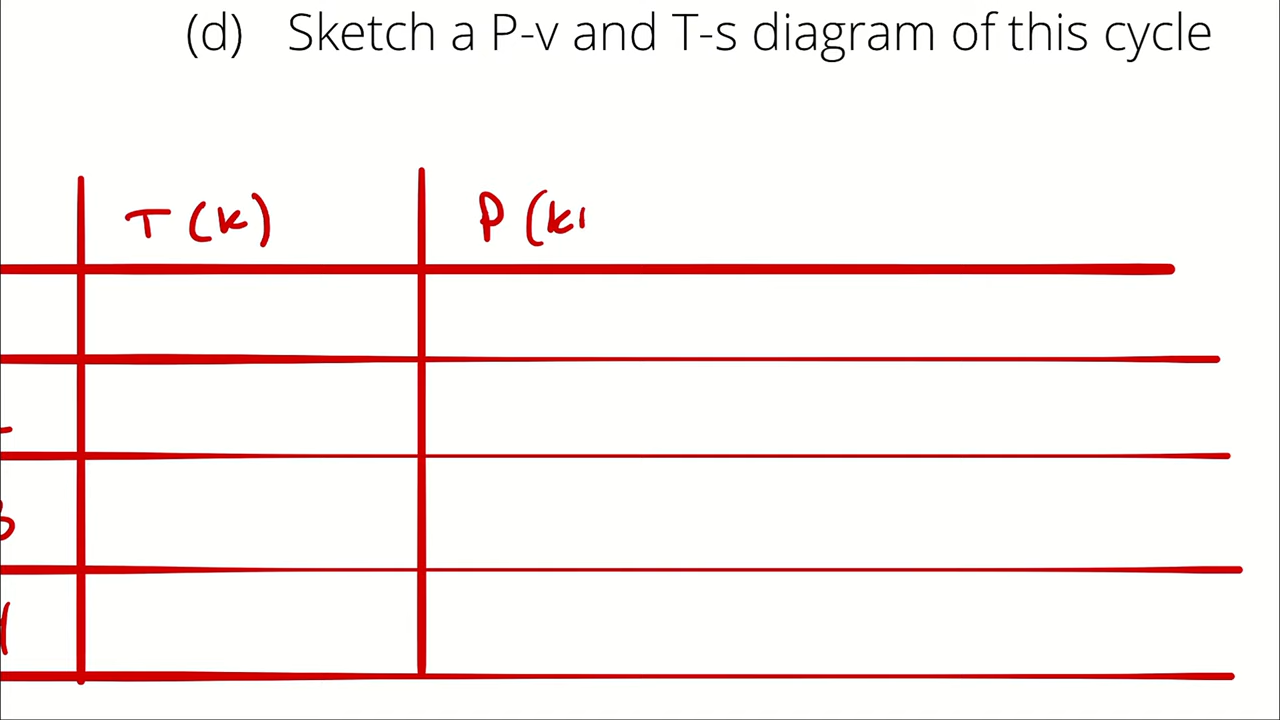 (d) Sketch a P-v and T-s diagram of this cycle
T (K) P (k